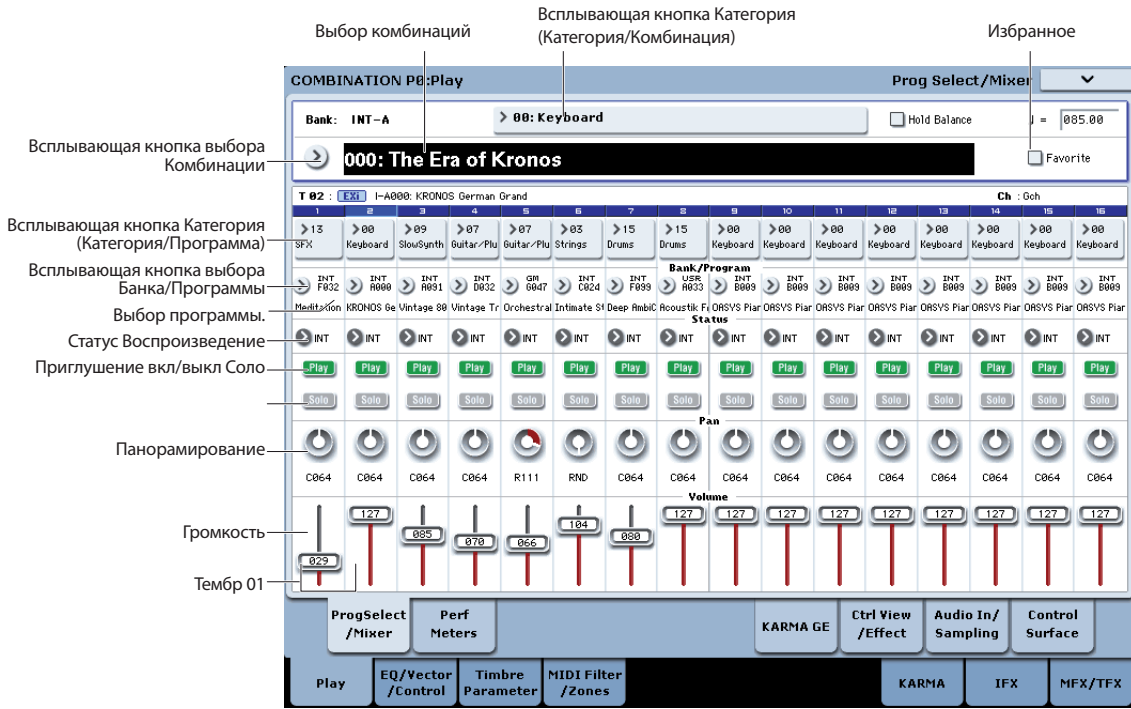 Всплывающая кнопка Категория
(Категория/Комбинация)
Выбор комбинаций
Избранное
COMBINATION P0:Play
Prog Select/Mixer
Bank: INT-A
00: Keyboard
Hold Balance
♩ = 085.00
Всплывающая кнопка выбора
Комбинации
000: The Era of Kronos
Favorite
T 02 : EXi I-A000: KRONOS German Grand
Ch : Gch
1 2 3 4 5 6 7 8 9 10 11 12 13 14 15 16
Всплывающая кнопка Категория
(Категория/Программа)
13 00 09 07 07 03 15 13 00 00 00 00 00 00 00 00
SFX Keyboard SlowSynth Guitar/Plu Guitar/Plu Strings Drums Drums Keyboard Keyboard Keyboard Keyboard Keyboard Keyboard Keyboard Keyboard
Bank/Program
Всплывающая кнопка выбора
Банка/Программы
INT INT INT INT GM INT INT USR INT INT INT INT INT INT INT INT
F032 A000 A091 D032 G047 C024 F099 A033 B009 B009 B009 B009 B009 B009 B009 B009
Выбор программы.
Meditation KRONOS Ge Vintage 80 Vintage Tr Orchestral Intimate St Deep AmbiC Acoustik Fr OASYS Piar OASYS Piar OASYS Piar OASYS Piar OASYS Piar OASYS Piar OASYS Piar OASYS Piar
Status
Статус Воспроизведение
INT INT INT INT INT INT INT INT INT INT INT INT INT INT INT INT
Приглушение вкл/выкл Соло
Play Play Play Play Play Play Play Play Play Play Play Play Play Play Play Play
Solo Solo Solo Solo Solo Solo Solo Solo Solo Solo Solo Solo Solo Solo Solo Solo
Pan
Панорамирование
C064 C064 C064 C064 R111 RND C064 C064 C064 C064 C064 C064 C064 C064 C064 C064
Volume
Громкость
029 127 085 070 066 104 080 127 127 127 127 127 127 127 127 127
Тембр 01
ProgSelect
/Mixer
Perf
Meters
KARMA GE
Ctrl View
/Effect
Audio In/
Sampling
Control
Surface
Play
EQ/Vector
/Control
Timbre
Parameter
MIDI Filter
/Zones
KARMA
IFX
MFX/TFX